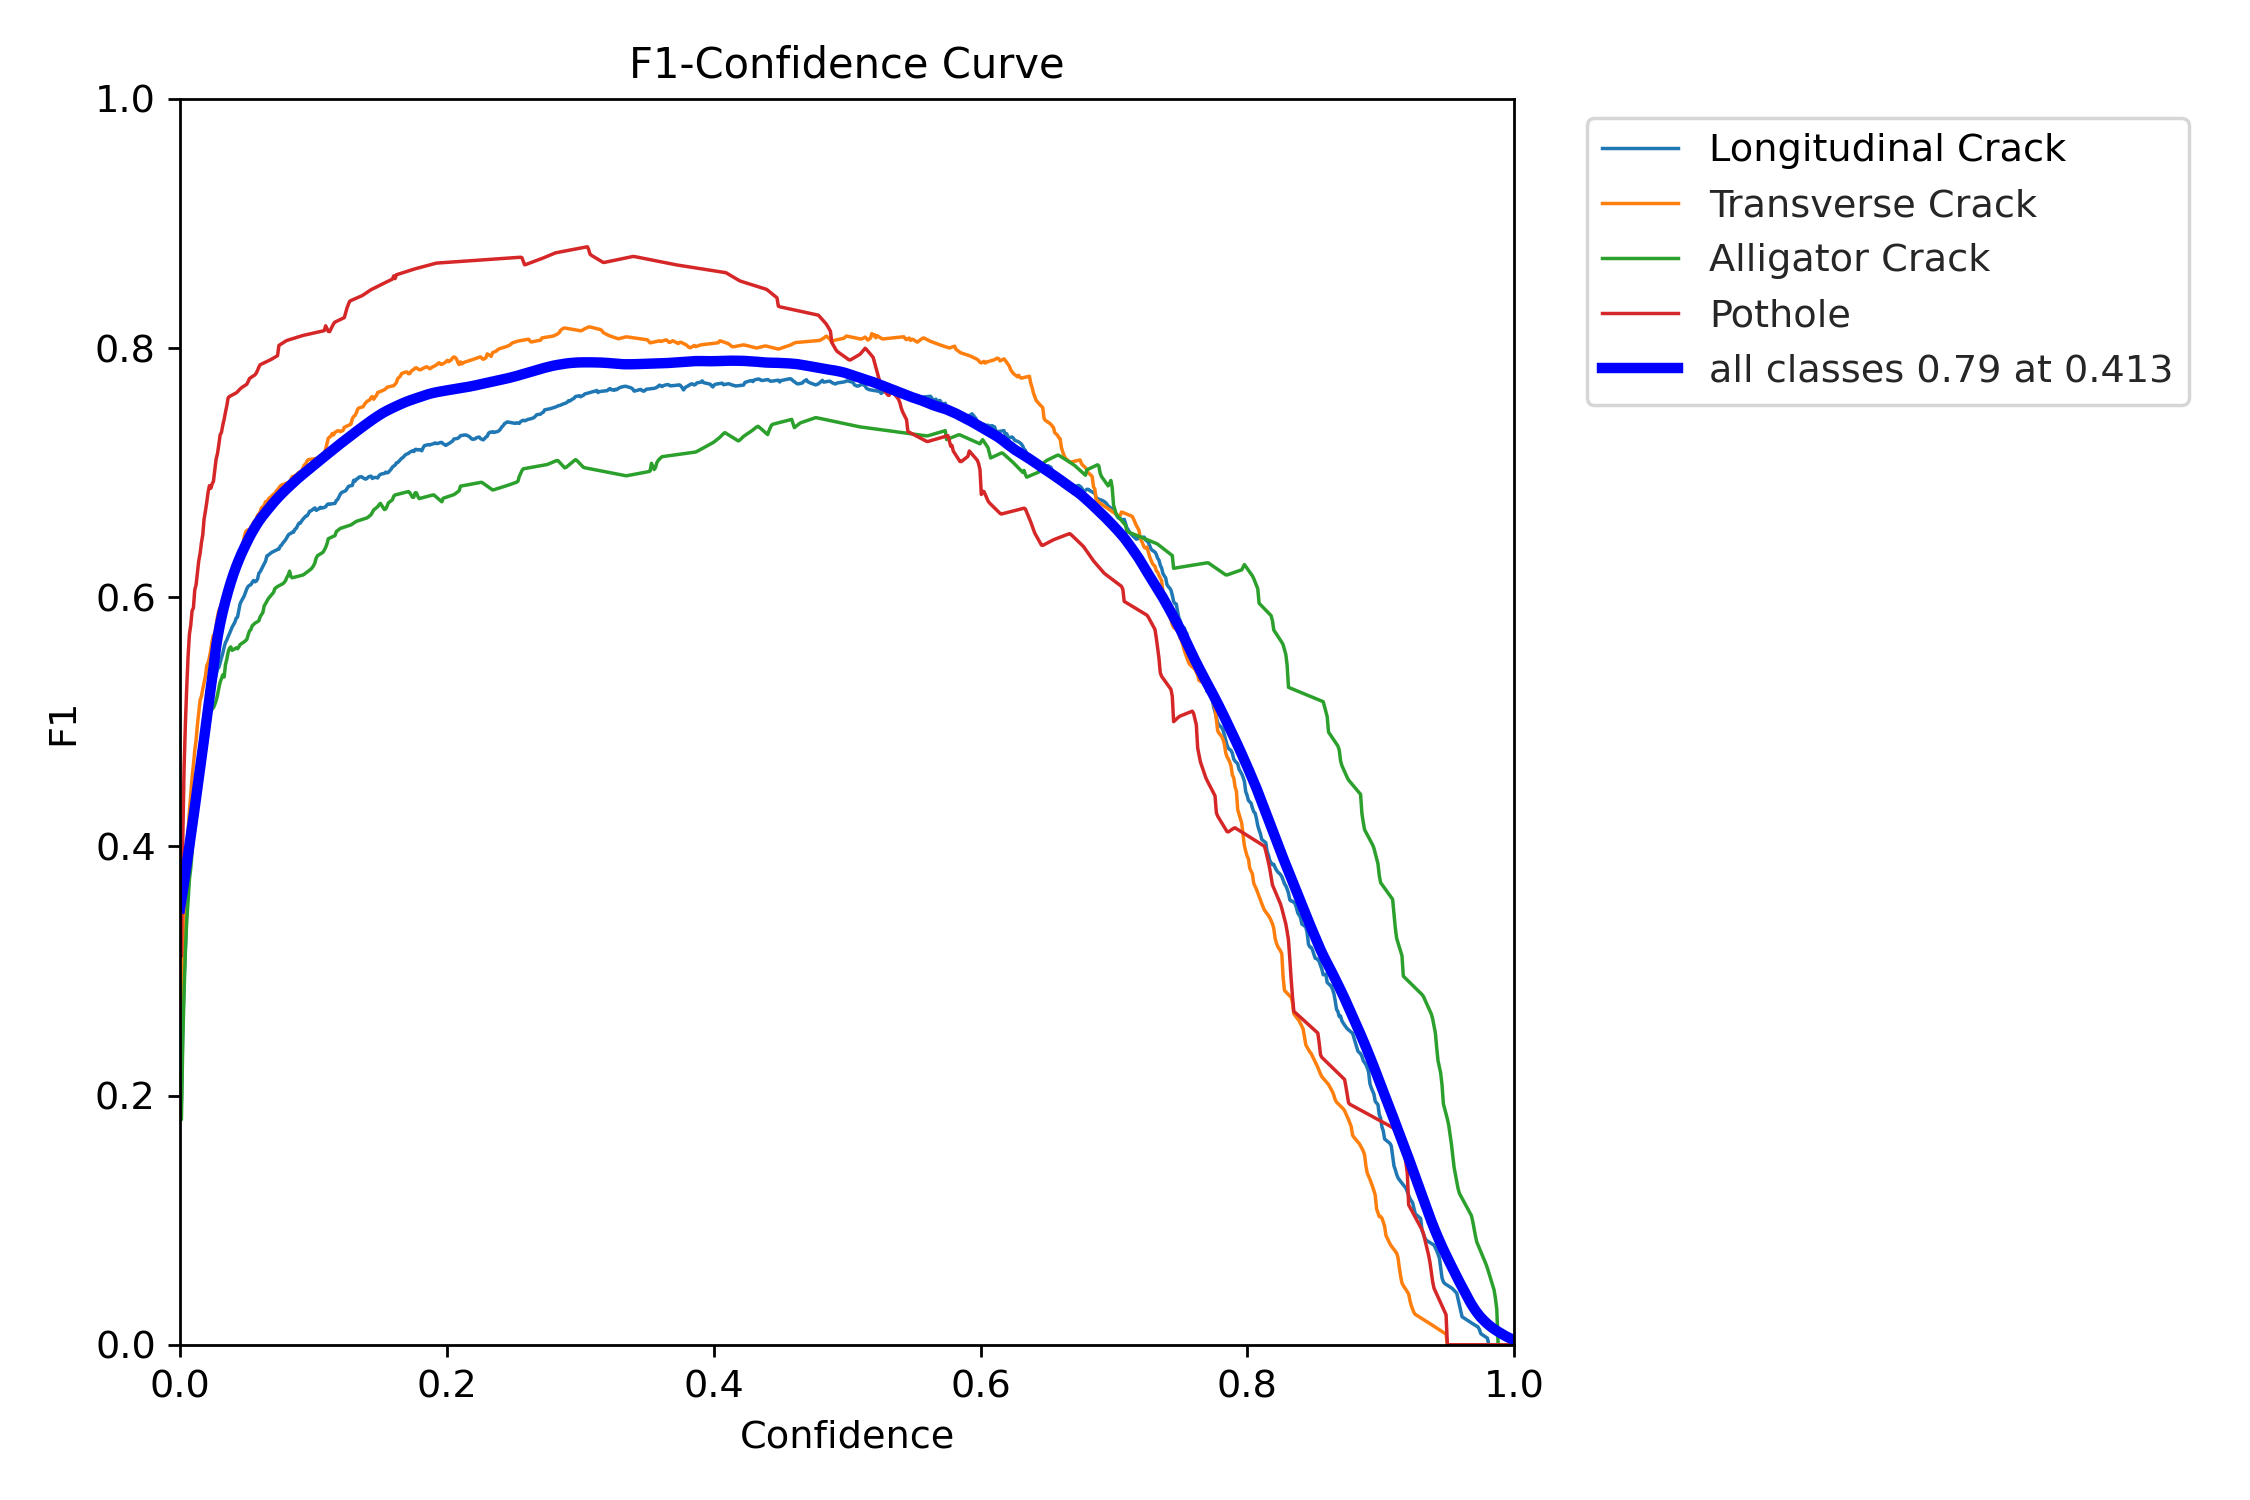 F1-Confidence Curve
1.0
0.8
0.6
0.4
0.2
0.0
F1
0.0 0.2 0.4 0.6 0.8 1.0
Confidence
Longitudinal Crack
Transverse Crack
Alligator Crack
Pothole
all classes 0.79 at 0.413